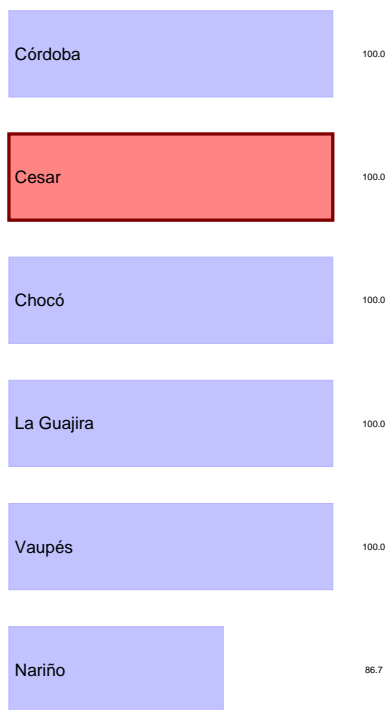 Córdoba 100.0
Cesar 100.0
Chocó 100.0
La Guajira 100.0
Vaupés 100.0
Nariño 86.7